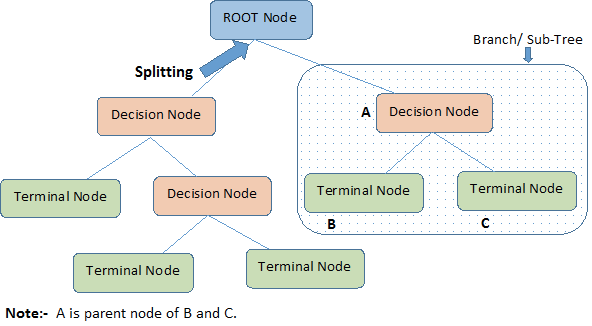 ROOT Node
Branch/ Sub-Tree
Splitting
Decision Node
A
Decision Node
Terminal Node
Decision Node
Terminal Node
Terminal Node
B
C
Terminal Node
Terminal Node
Note:- A is parent node of B and C.